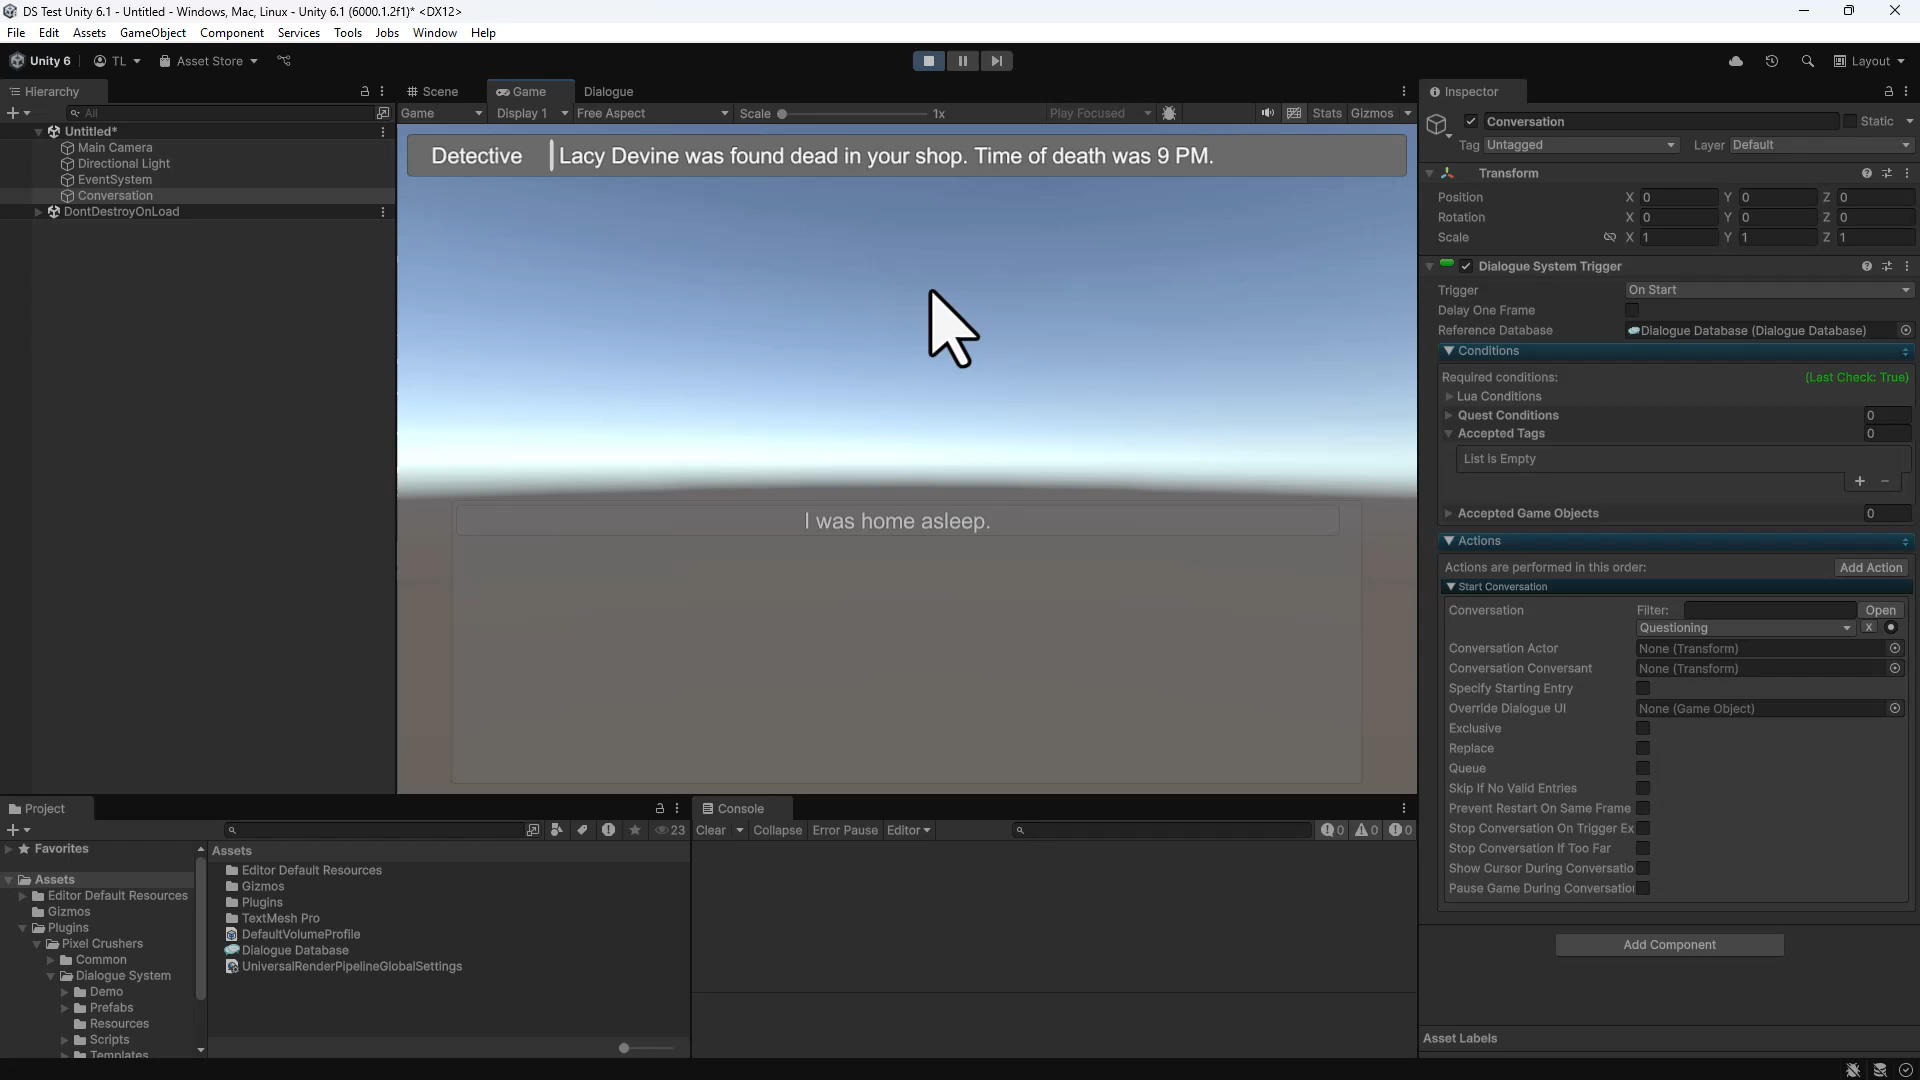 DS Test Unity 6.1 - Untitled - Windows, Mac, Linux - Unity 6.1 (6000.1.2f1)* <DX12>
File Edit Assets GameObject Component Services Tools Jobs Window Help
Unity 6 TL Asset Store Layout
Hierarchy
All
Untitled*
Main Camera
Directional Light
EventSystem
Conversation
DontDestroyOnLoad
Scene Game Dialogue
Game Display 1 Free Aspect Scale 1x Play Focused Stats Gizmos
Detective Lacy Devine was found dead in your shop. Time of death was 9 PM.
I was home asleep.
Inspector
Conversation Static
Tag Untagged Layer Default
Transform
Position X 0 Y 0 Z 0
Rotation X 0 Y 0 Z 0
Scale X 1 Y 1 Z 1
Dialogue System Trigger
Trigger On Start
Delay One Frame
Reference Database Dialogue Database (Dialogue Database)
Conditions
Required conditions: (Last Check: True)
Lua Conditions
Quest Conditions 0
Accepted Tags 0
List is Empty
+ -
Accepted Game Objects 0
Actions
Actions are performed in this order: Add Action
Start Conversation
Conversation Filter: Open
Questioning X
Conversation Actor None (Transform)
Conversation Conversant None (Transform)
Specify Starting Entry
Override Dialogue UI None (Game Object)
Exclusive
Replace
Queue
Skip If No Valid Entries
Prevent Restart On Same Frame
Stop Conversation On Trigger Ex
Stop Conversation If Too Far
Show Cursor During Conversatio
Pause Game During Conversation
Add Component
Asset Labels
Project
23
Favorites
Assets
Editor Default Resources
Gizmos
Plugins
Pixel Crushers
Common
Dialogue System
Demo
Prefabs
Resources
Scripts
Templates
Assets
Editor Default Resources
Gizmos
Plugins
TextMesh Pro
DefaultVolumeProfile
Dialogue Database
UniversalRenderPipelineGlobalSettings
Console
Clear Collapse Error Pause Editor 0 0 0